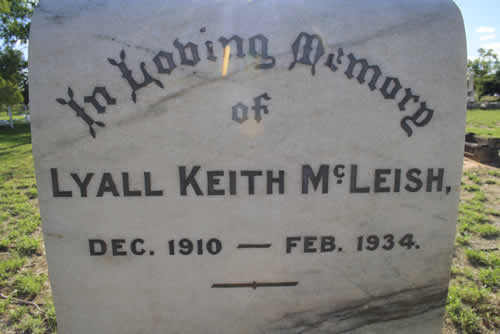 In Loving Memory
of
LYALL KEITH McLEISH,
DEC. 1910 — FEB. 1934.